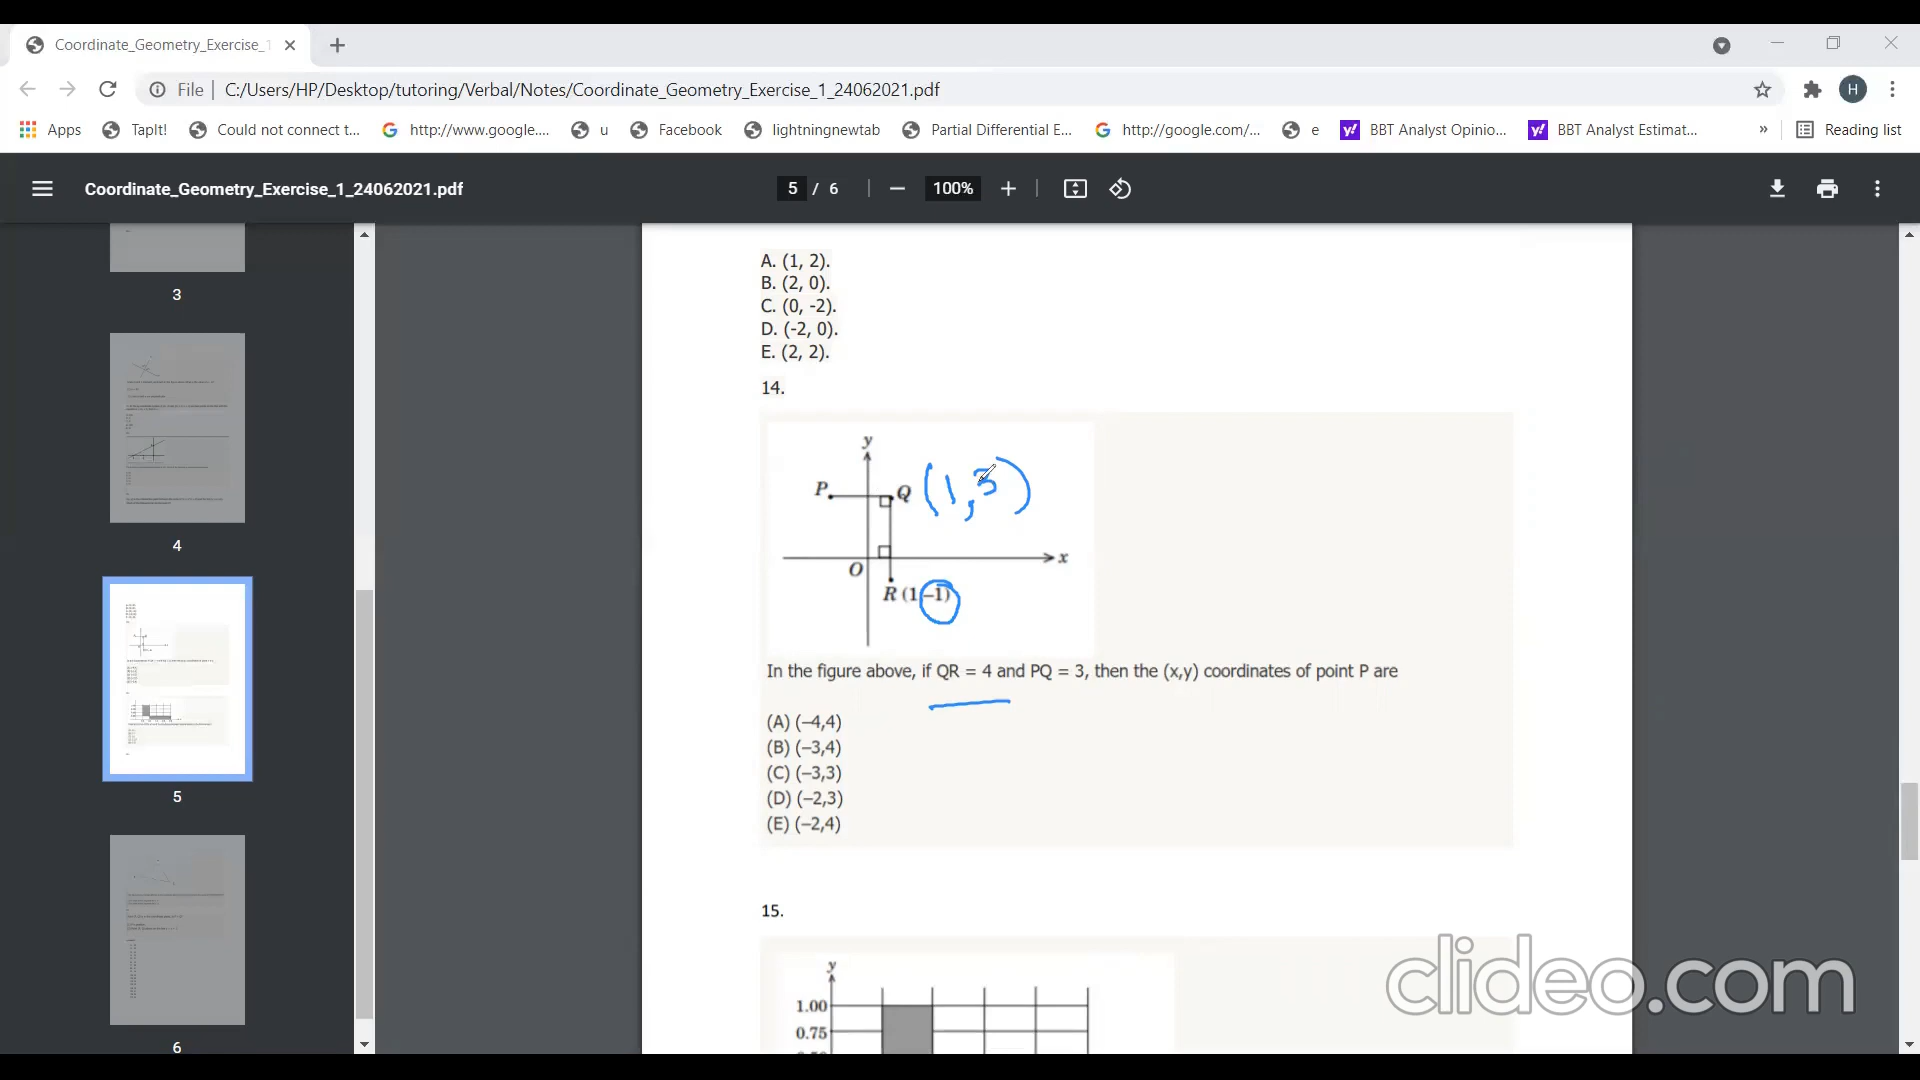 Coordinate_Geometry_Exercise_1
File
C:/Users/HP/Desktop/tutoring/Verbal/Notes/Coordinate_Geometry_Exercise_1_24062021.pdf
H
Apps TapIt! Could not connect t... http://www.google.... u Facebook lightningnewtab Partial Differential E... http://google.com/... e BBT Analyst Opinio... BBT Analyst Estimat... » Reading list
Coordinate_Geometry_Exercise_1_24062021.pdf
5 / 6
100%
3
4
5
6
A. (1, 2).
B. (2, 0).
C. (0, -2).
D. (-2, 0).
E. (2, 2).
14.
y
P Q (1,3)
O x
R (1 –1)
In the figure above, if QR = 4 and PQ = 3, then the (x,y) coordinates of point P are
(A) (–4,4)
(B) (–3,4)
(C) (–3,3)
(D) (–2,3)
(E) (–2,4)
15.
y
1.00
0.75
clideo.com